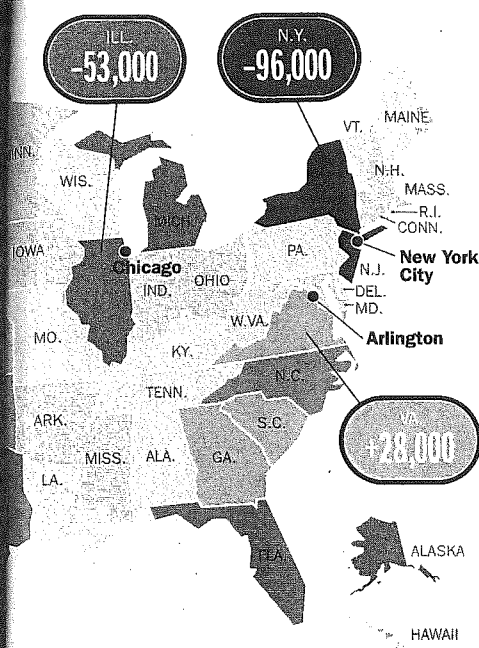 ILL.
-53,000
N.Y.
-96,000
VT.
MAINE
N.H.
MASS.
R.I.
CONN.
WIS.
MICH.
IOWA
Chicago
IND.
OHIO
PA.
N.J.
New York
City
DEL.
MD.
Arlington
W.VA.
MO.
KY.
TENN.
N.C.
VA.
+28,000
ARK.
S.C.
MISS.
ALA.
GA.
LA.
FLA.
ALASKA
HAWAII